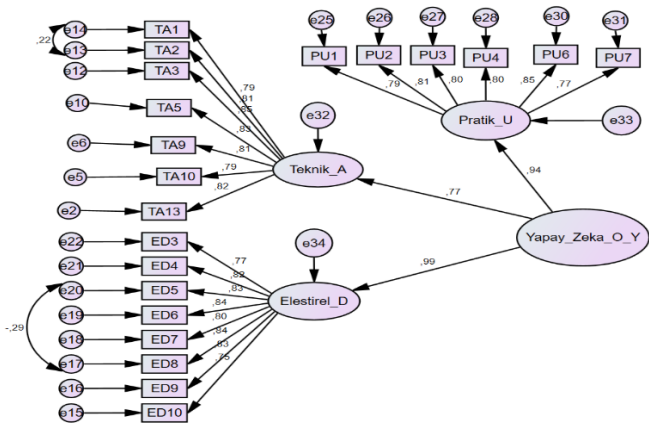 e14 TA1
,22
e13 TA2
e12 TA3
e10 TA5
e6 TA9
e5 TA10
e2 TA13
,79
,81
,85
,83
,81
,79
,82
e32
Teknik_A
e25 e26 e27 e28 e30 e31
PU1 PU2 PU3 PU4 PU6 PU7
,79 ,81 ,80 ,80 ,85 ,77
Pratik_U
e33
,94
,77
Yapay_Zeka_O_Y
,99
e34
Elestirel_D
e22 ED3
e21 ED4
e20 ED5
e19 ED6
e18 ED7
e17 ED8
e16 ED9
e15 ED10
-,29
,77
,82
,83
,84
,80
,84
,83
,75